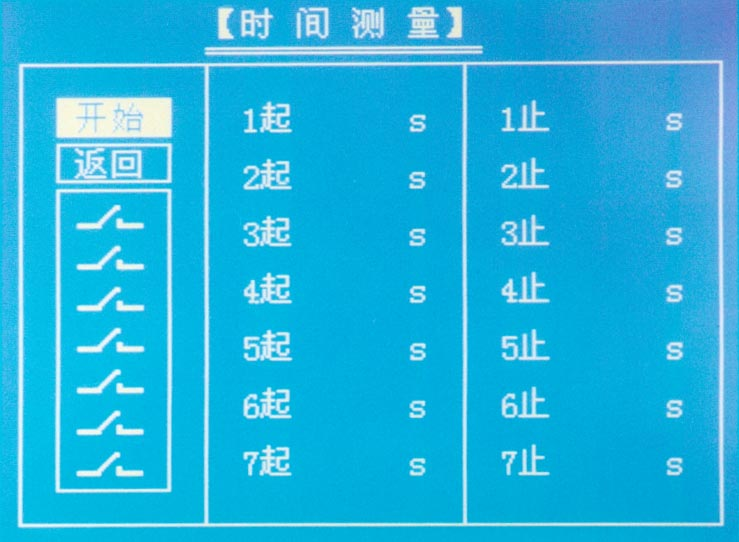 【时间测量】
开始
返回
1起 s 1止 s
2起 s 2止 s
3起 s 3止 s
4起 s 4止 s
5起 s 5止 s
6起 s 6止 s
7起 s 7止 s